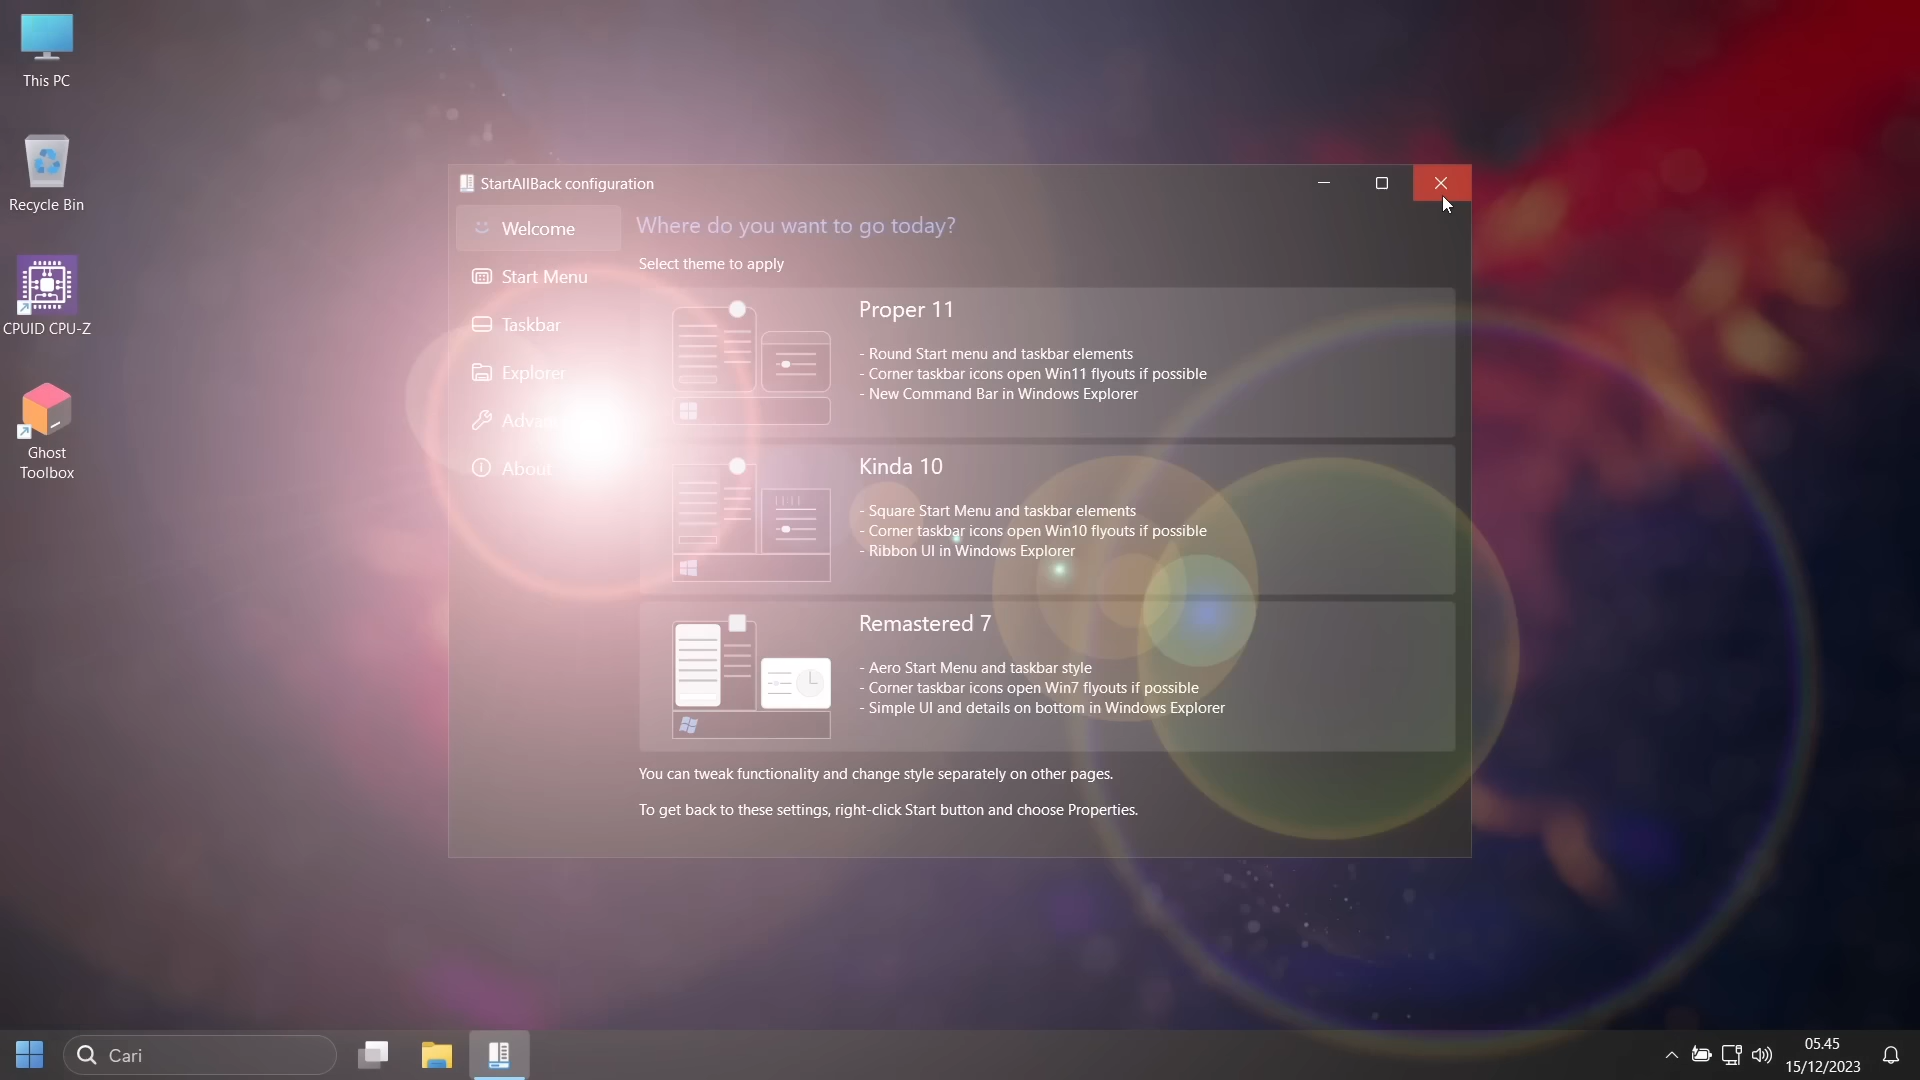 This PC
Recycle Bin
CPUID CPU-Z
Ghost
Toolbox
StartAllBack configuration
Welcome
Start Menu
Taskbar
Explorer
About
Where do you want to go today?
Select theme to apply
Proper 11
- Round Start menu and taskbar elements
- Corner taskbar icons open Win11 flyouts if possible
- New Command Bar in Windows Explorer
Kinda 10
- Square Start Menu and taskbar elements
- Corner taskbar icons open Win10 flyouts if possible
- Ribbon UI in Windows Explorer
Remastered 7
- Aero Start Menu and taskbar style
- Corner taskbar icons open Win7 flyouts if possible
- Simple UI and details on bottom in Windows Explorer
You can tweak functionality and change style separately on other pages.
To get back to these settings, right-click Start button and choose Properties.
Cari
05.45
15/12/2023